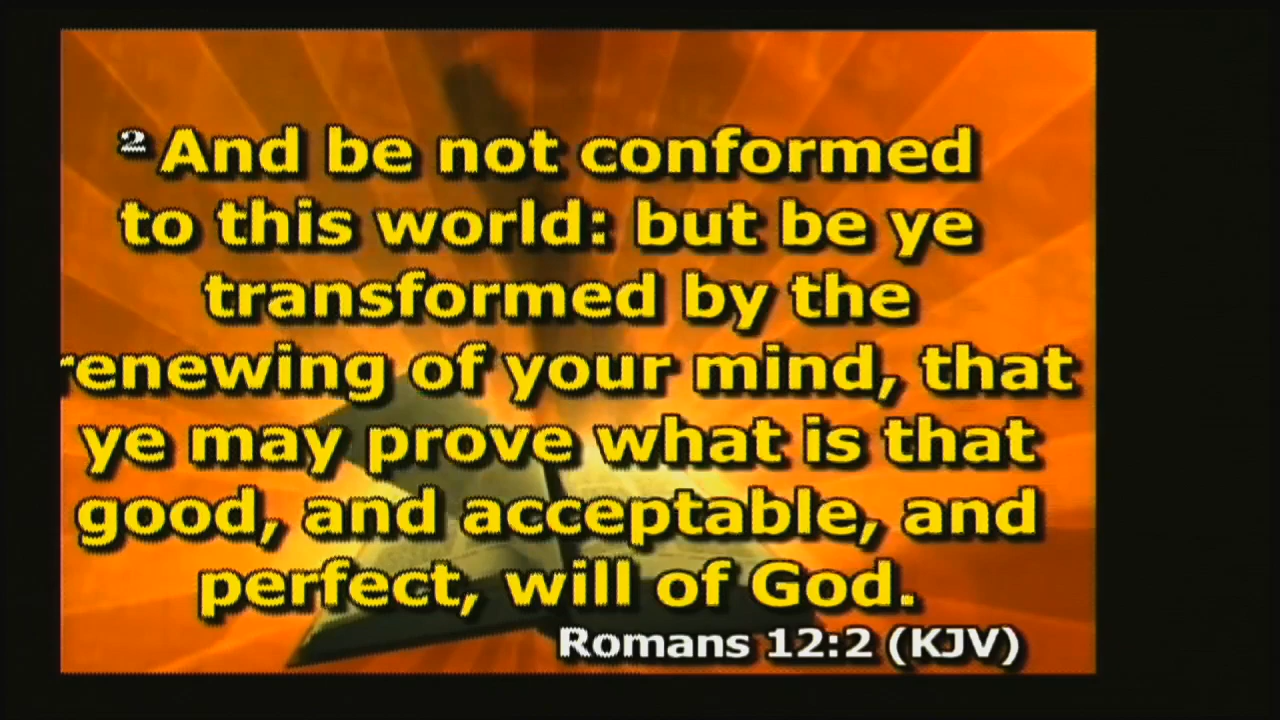 ² And be not conformed
to this world: but be ye
transformed by the
renewing of your mind, that
ye may prove what is that
good, and acceptable, and
perfect, will of God.
Romans 12:2 (KJV)